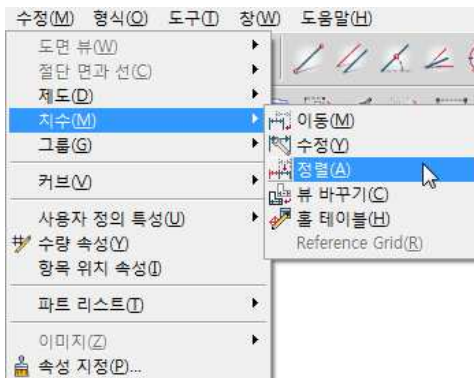 수정(M) 형식(O) 도구(T) 창(W) 도움말(H)
도면 뷰(W)
절단 면과 선(C)
제도(D)
치수(M)
그룹(G)
커브(V)
사용자 정의 특성(U)
수량 속성(Y)
항목 위치 속성(I)
파트 리스트(T)
이미지(Z)
속성 지정(P)...
이동(M)
수정(Y)
정렬(A)
뷰 바꾸기(C)
홀 테이블(H)
Reference Grid(R)